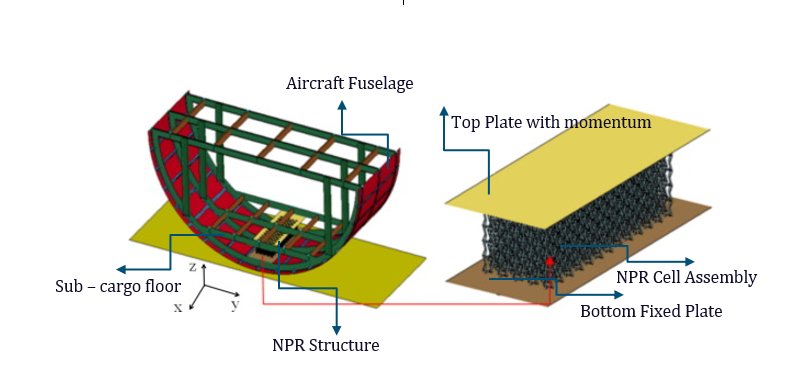 Aircraft Fuselage
Top Plate with momentum
Sub – cargo floor
z
x
y
NPR Structure
NPR Cell Assembly
Bottom Fixed Plate